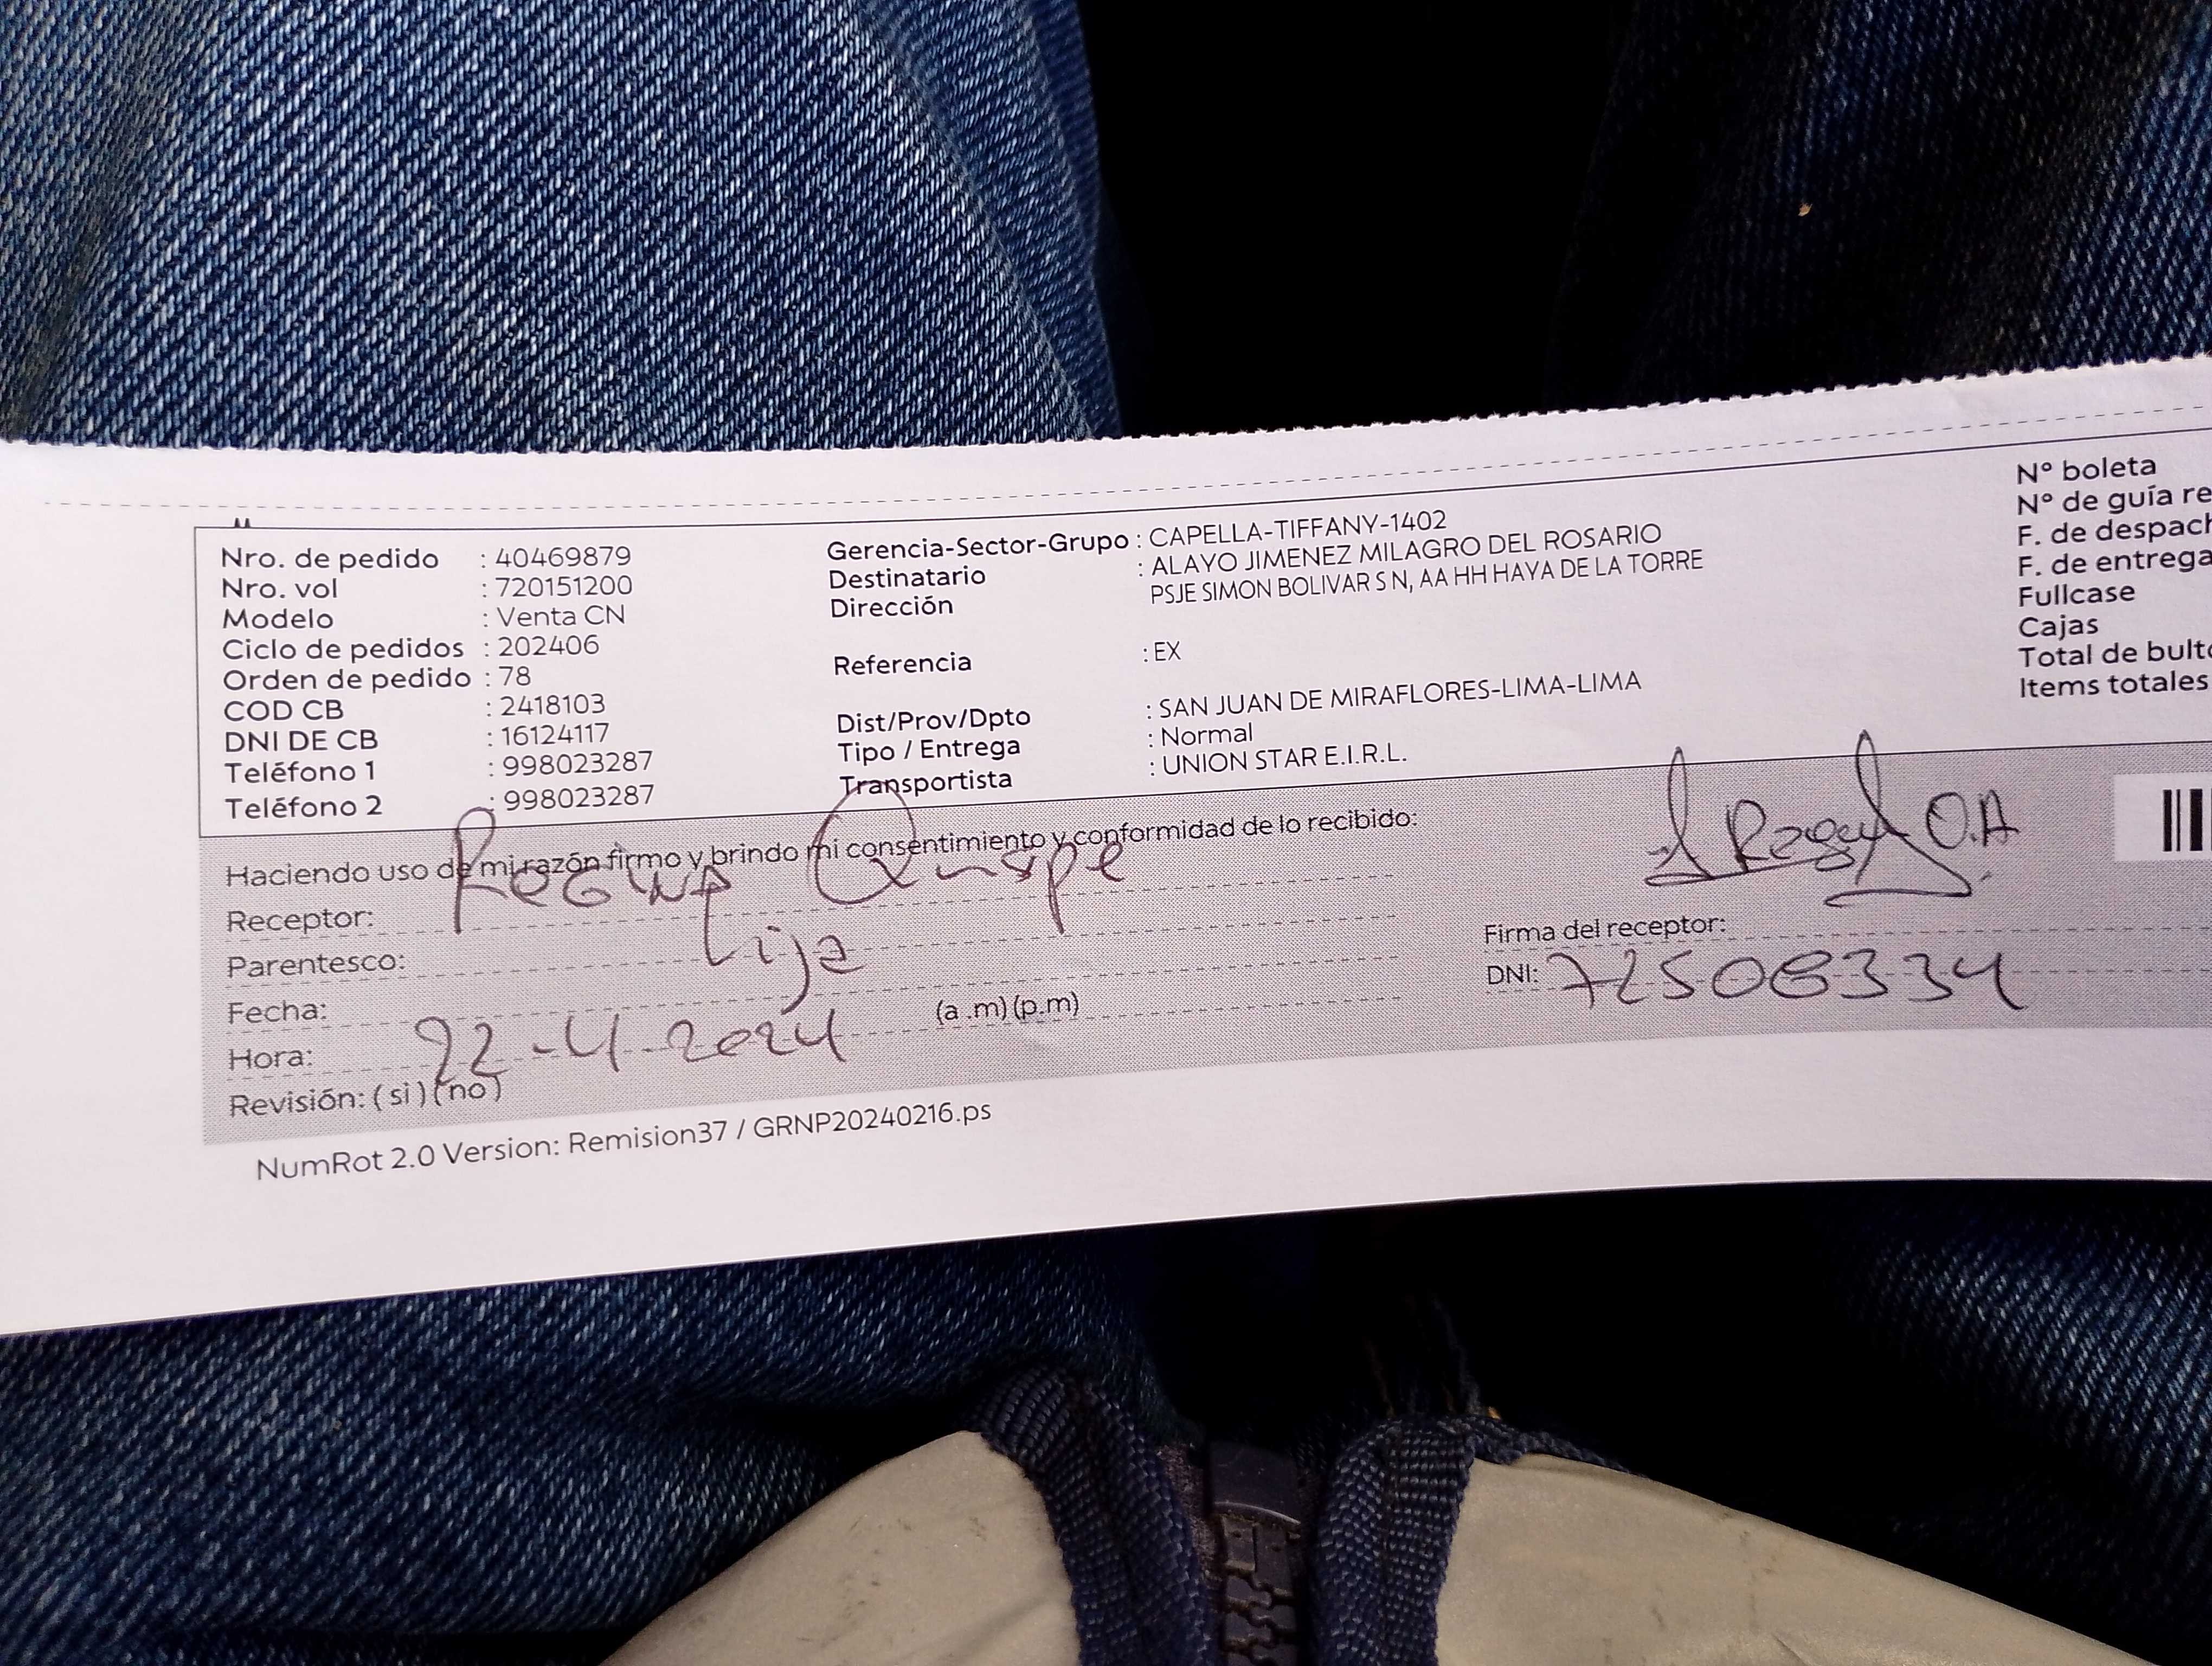 Nro. de pedido : 40469879
Nro. vol : 720151200
Modelo : Venta CN
Ciclo de pedidos : 202406
Orden de pedido : 78
COD CB : 2418103
DNI DE CB : 16124117
Teléfono 1 : 998023287
Teléfono 2 : 998023287
Gerencia-Sector-Grupo : CAPELLA-TIFFANY-1402
Destinatario : ALAYO JIMENEZ MILAGRO DEL ROSARIO
Dirección PSJE SIMON BOLIVAR S N, AA HH HAYA DE LA TORRE
Referencia : EX
Dist/Prov/Dpto : SAN JUAN DE MIRAFLORES-LIMA-LIMA
Tipo / Entrega : Normal
Transportista : UNION STAR E.I.R.L.
N° boleta
N° de guía re
F. de despach
F. de entrega
Fullcase
Cajas
Total de bulto
Items totales
Haciendo uso de mi razón firmo y brindo mi consentimiento y conformidad de lo recibido:
Receptor: Quispe
Parentesco:
Fecha:
Hora: 22-4-2024 (a .m) (p.m)
Revisión: ( si ) ( no )
O.A
Firma del receptor:
DNI: 72506334
NumRot 2.0 Version: Remision37 / GRNP20240216.ps